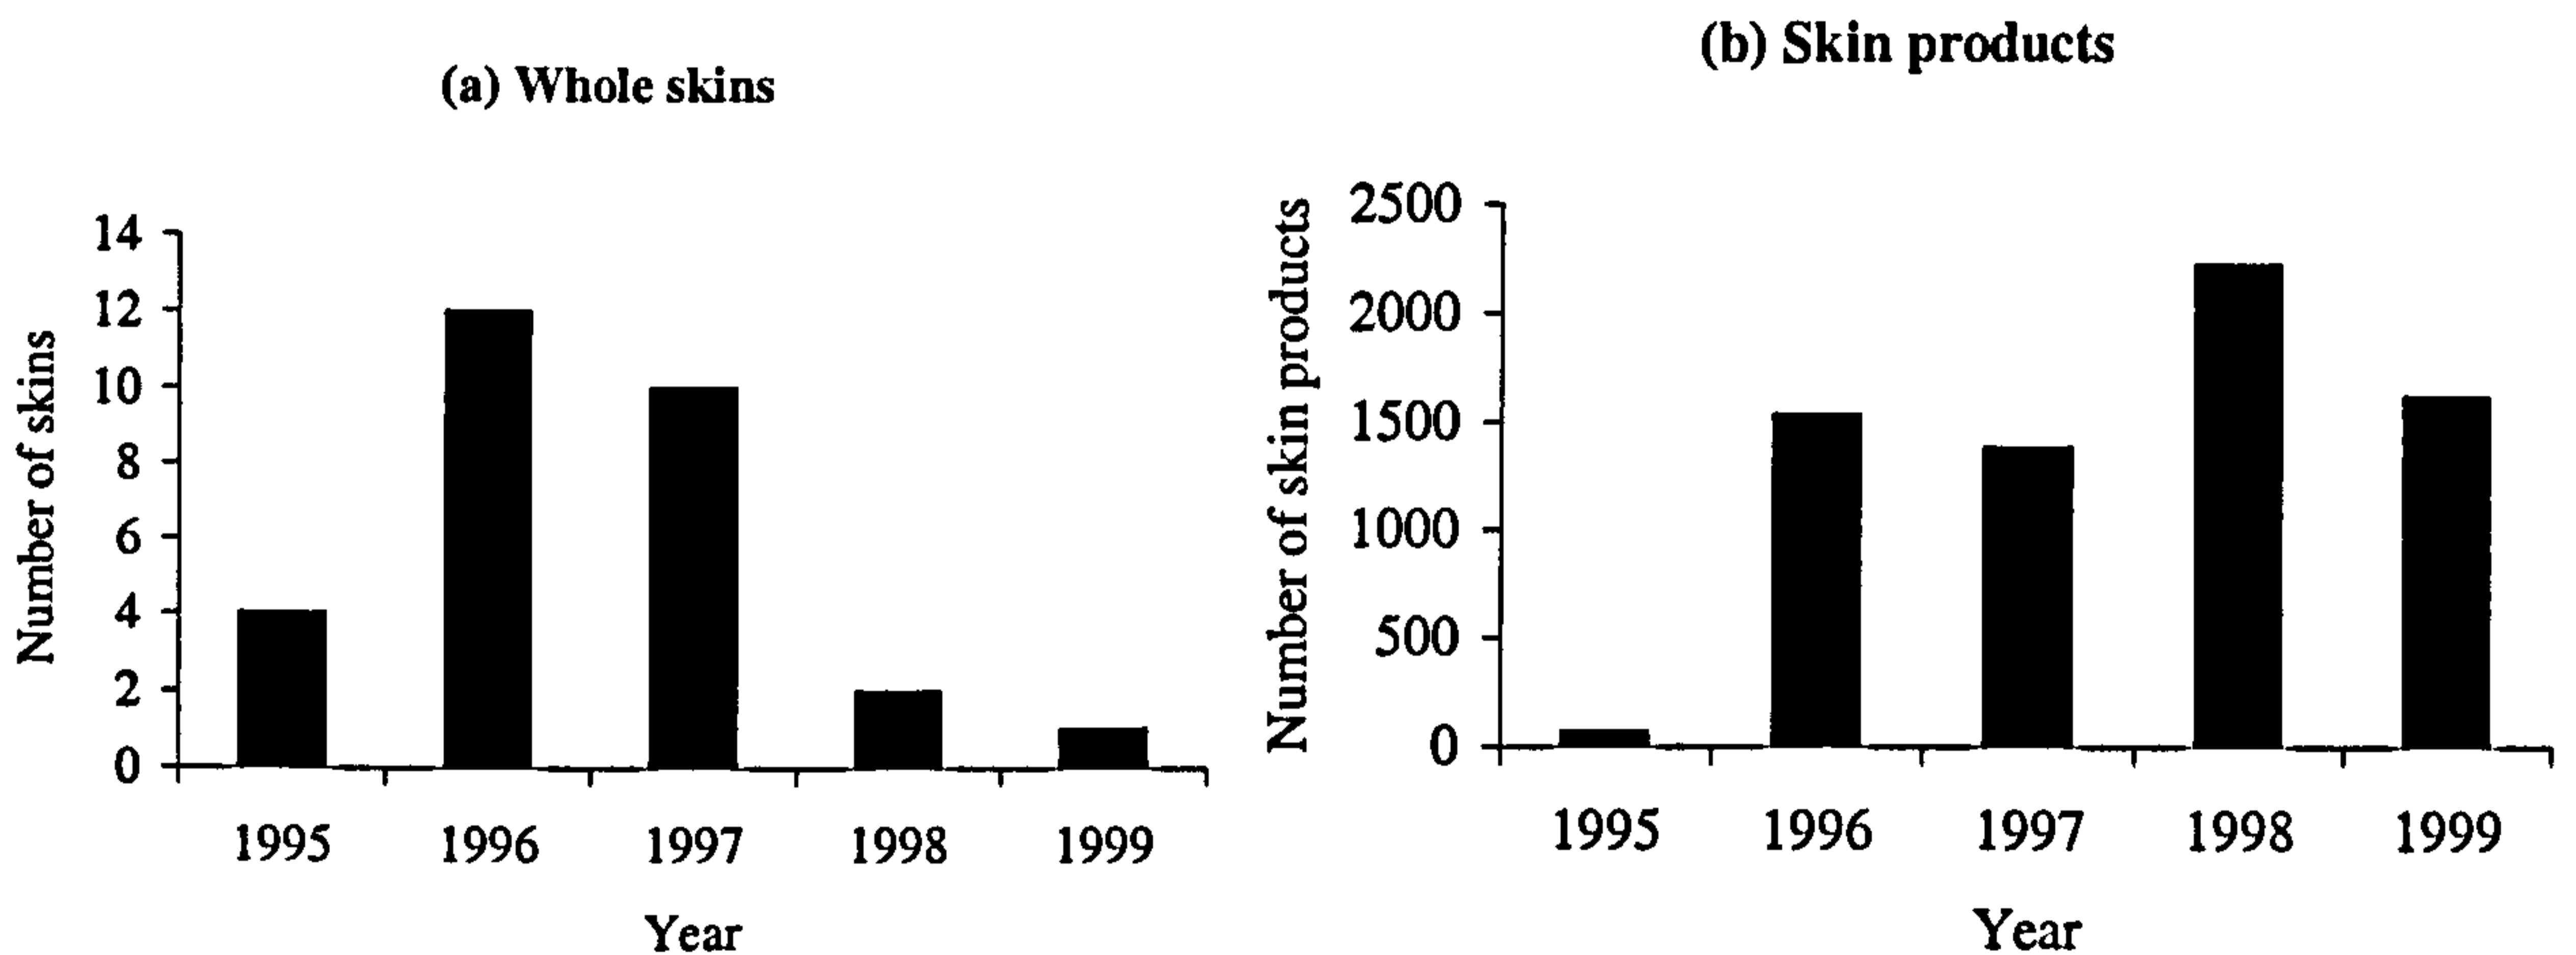 (a) Whole skins
Number of skins
14
12
10
8
6
4
2
0
1995 1996 1997 1998 1999
Year
(b) Skin products
Number of skin products
2500
2000
1500
1000
500
0
1995 1996 1997 1998 1999
Year